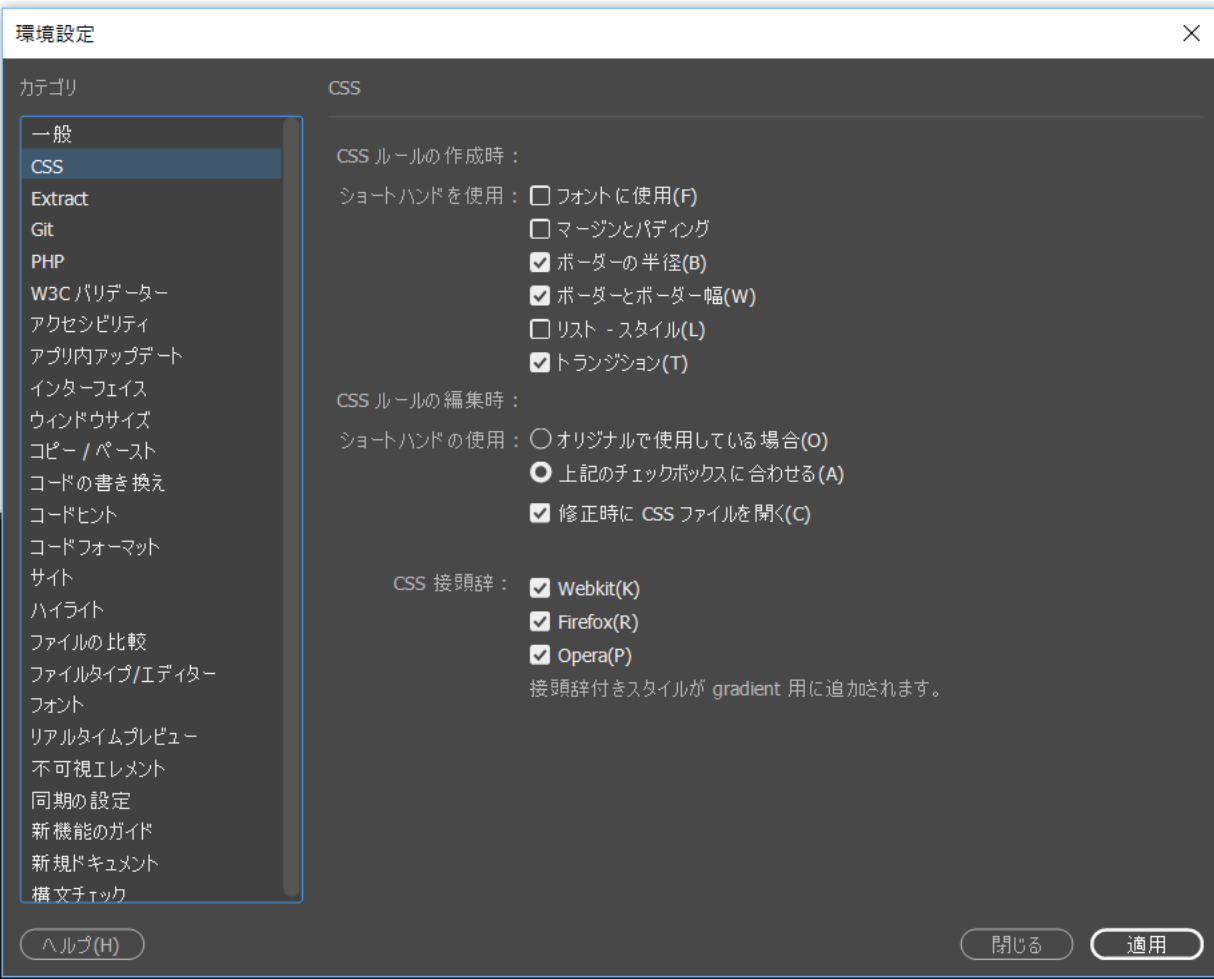 環境設定
カテゴリ
一般
CSS
Extract
Git
PHP
W3C バリデーター
アクセシビリティ
アプリ内アップデート
インターフェイス
ウィンドウサイズ
コピー / ペースト
コードの書き換え
コードヒント
コードフォーマット
サイト
ハイライト
ファイルの比較
ファイルタイプ/エディター
フォント
リアルタイムプレビュー
不可視エレメント
同期の設定
新機能のガイド
新規ドキュメント
構文チェック
CSS
CSS ルールの作成時 :
ショートハンドを使用 : フォントに使用(F)
マージンとパディング
ボーダーの半径(B)
ボーダーとボーダー幅(W)
リスト - スタイル(L)
トランジション(T)
CSS ルールの編集時 :
ショートハンドの使用 : オリジナルで使用している場合(O)
上記のチェックボックスに合わせる(A)
修正時に CSS ファイルを開く(C)
CSS 接頭辞 : Webkit(K)
Firefox(R)
Opera(P)
接頭辞付きスタイルが gradient 用に追加されます。
ヘルプ(H)
閉じる
適用